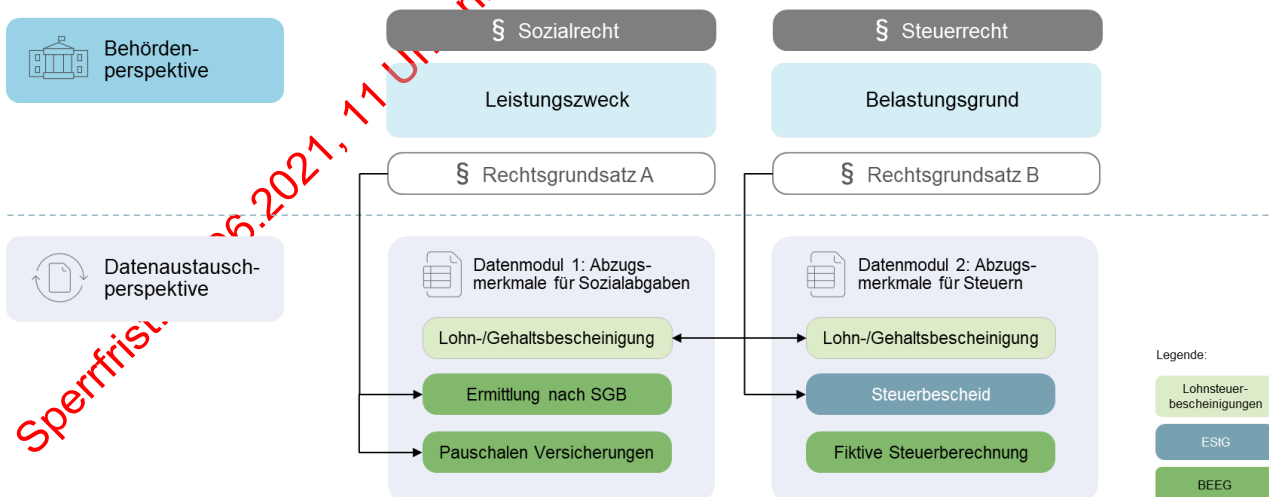 Behörden-
perspektive
§ Sozialrecht
§ Steuerrecht
Leistungszweck
Belastungsgrund
§ Rechtsgrundsatz A
§ Rechtsgrundsatz B
Datenaustausch-
perspektive
Datenmodul 1: Abzugs-
merkmale für Sozialabgaben
Lohn-/Gehaltsbescheinigung
Ermittlung nach SGB
Pauschalen Versicherungen
Datenmodul 2: Abzugs-
merkmale für Steuern
Lohn-/Gehaltsbescheinigung
Steuerbescheid
Fiktive Steuerberechnung
Legende:
Lohnsteuer-
bescheinigungen
EStG
BEEG
Sperrfrist 06.2021, 11